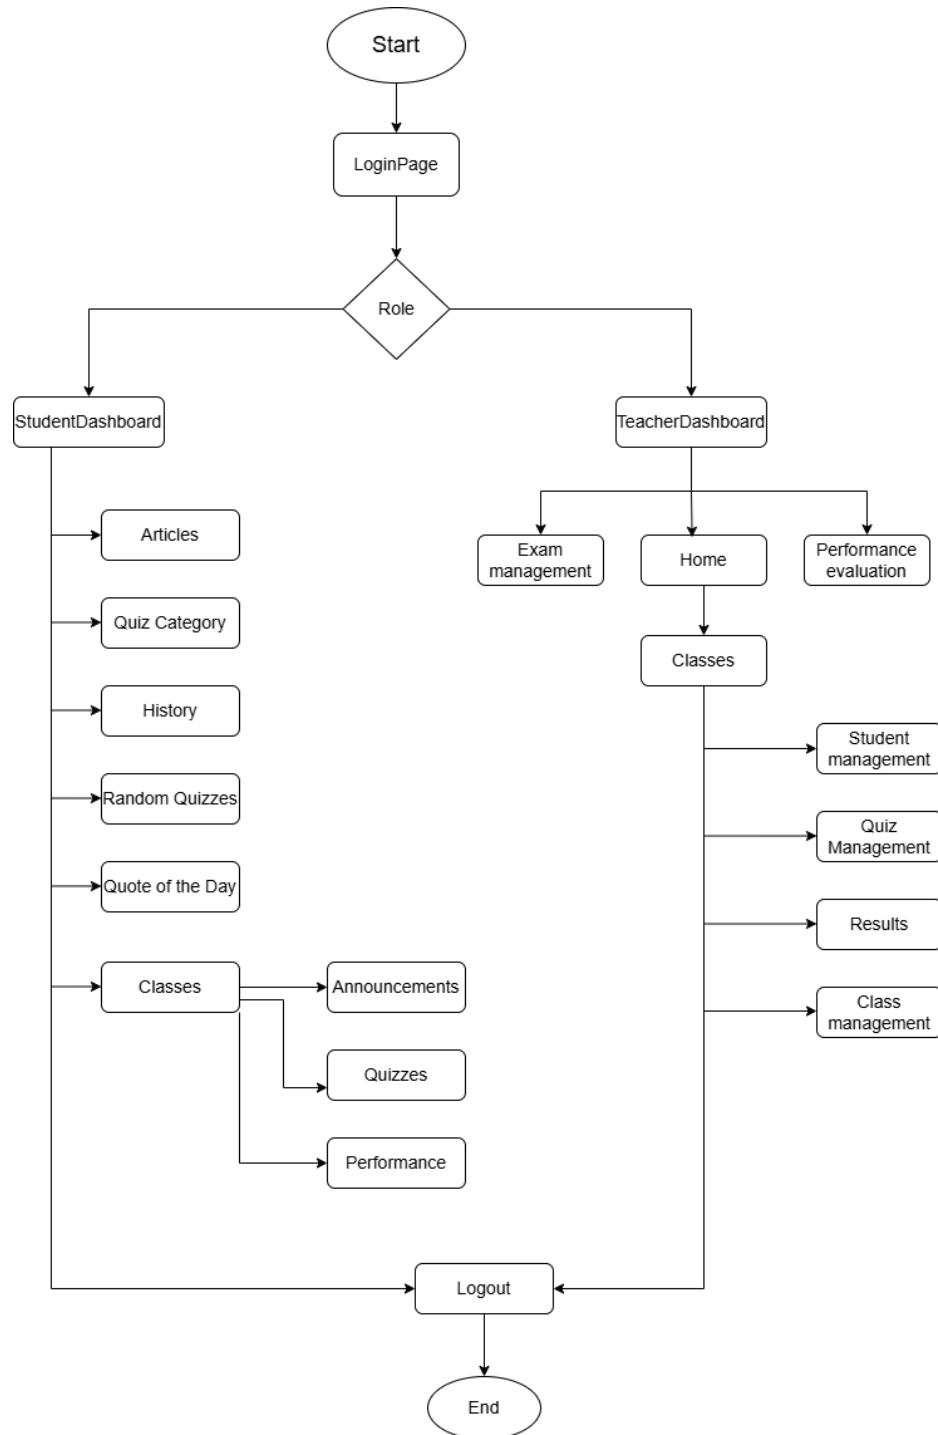 Start
LoginPage
Role
StudentDashboard
TeacherDashboard
Articles
Quiz Category
History
Random Quizzes
Quote of the Day
Classes
Announcements
Quizzes
Performance
Exam
management
Home
Performance
evaluation
Classes
Student
management
Quiz
Management
Results
Class
management
Logout
End